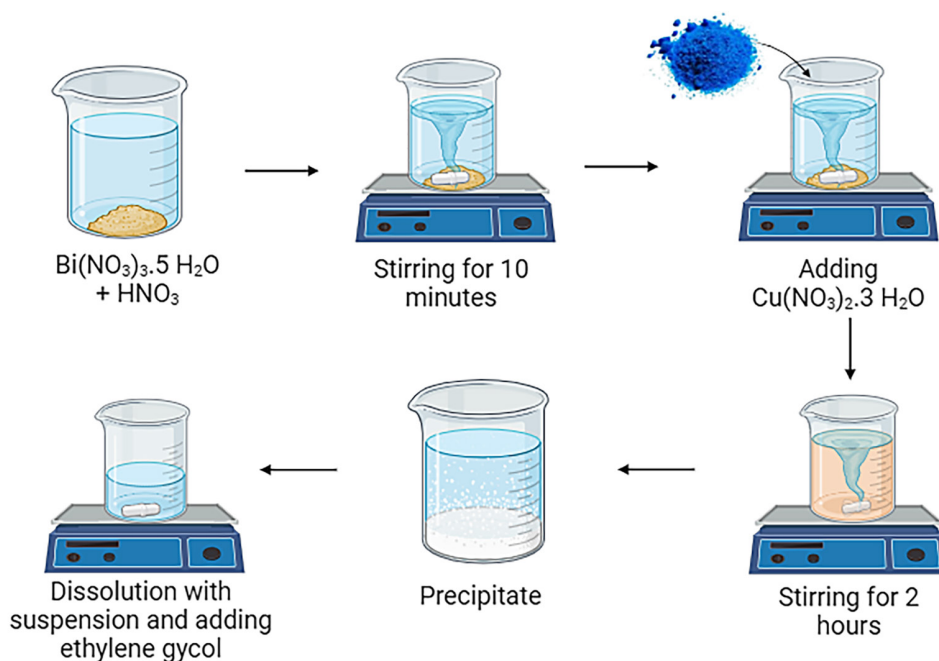 Bi(NO₃)₃.5 H₂O
+ HNO₃
Stirring for 10
minutes
Adding
Cu(NO₃)₂.3 H₂O
Stirring for 2
hours
Precipitate
Dissolution with
suspension and adding
ethylene gycol